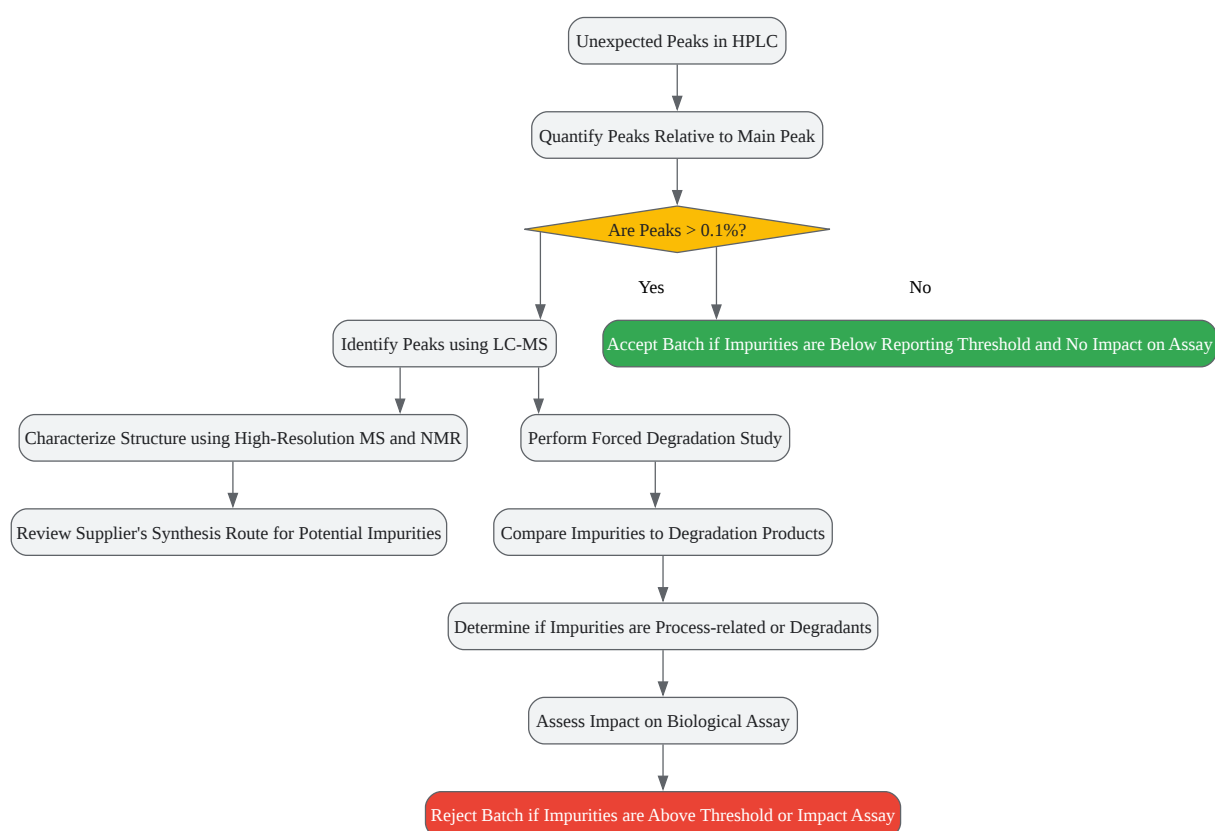 Unexpected Peaks in HPLC
Quantify Peaks Relative to Main Peak
Are Peaks > 0.1%?
Yes
No
Identify Peaks using LC-MS
Accept Batch if Impurities are Below Reporting Threshold and No Impact on Assay
Characterize Structure using High-Resolution MS and NMR
Perform Forced Degradation Study
Review Supplier's Synthesis Route for Potential Impurities
Compare Impurities to Degradation Products
Determine if Impurities are Process-related or Degradants
Assess Impact on Biological Assay
Reject Batch if Impurities are Above Threshold or Impact Assay